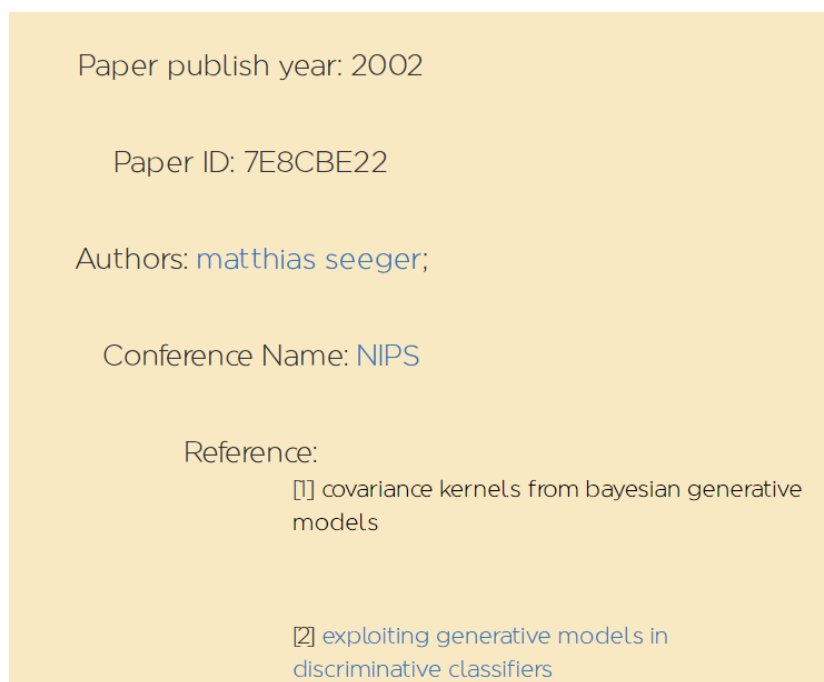 Paper publish year: 2002
Paper ID: 7E8CBE22
Authors: matthias seeger;
Conference Name: NIPS
Reference:
[1] covariance kernels from bayesian generative
models
[2] exploiting generative models in
discriminative classifiers